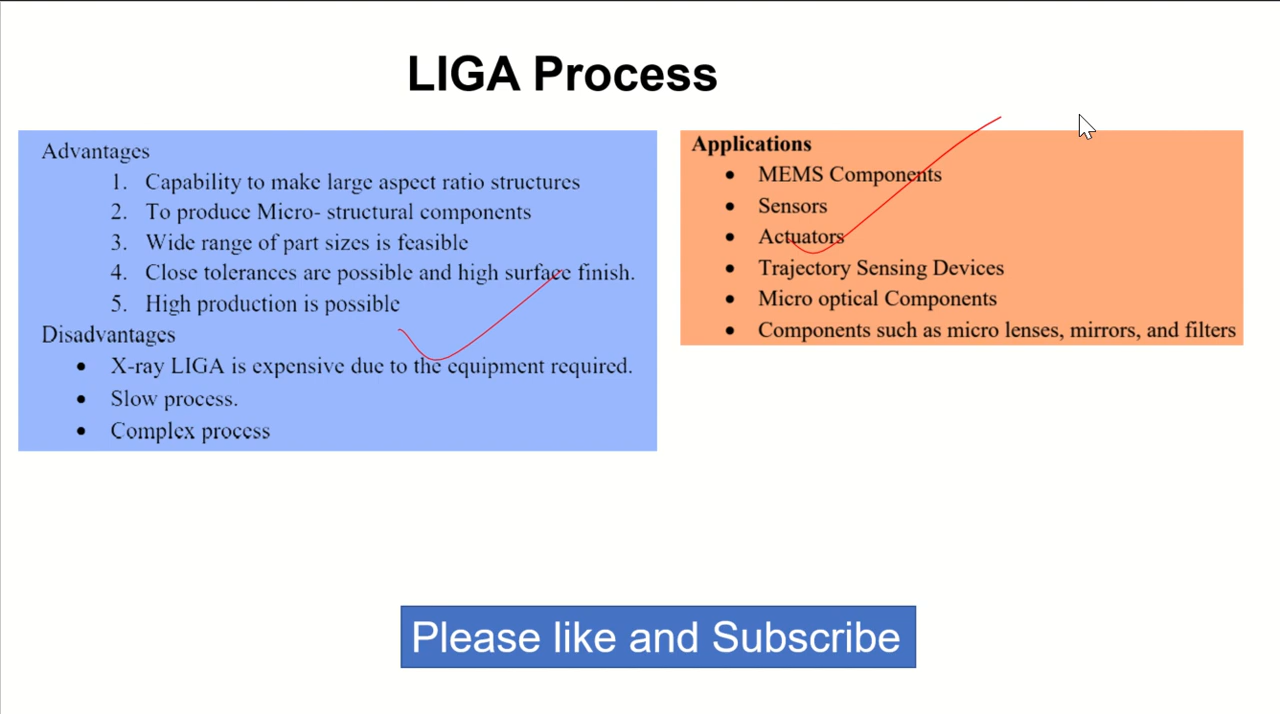 LIGA Process
Advantages
1. Capability to make large aspect ratio structures
2. To produce Micro- structural components
3. Wide range of part sizes is feasible
4. Close tolerances are possible and high surface finish.
5. High production is possible
Disadvantages
• X-ray LIGA is expensive due to the equipment required.
• Slow process.
• Complex process
Applications
• MEMS Components
• Sensors
• Actuators
• Trajectory Sensing Devices
• Micro optical Components
• Components such as micro lenses, mirrors, and filters
Please like and Subscribe